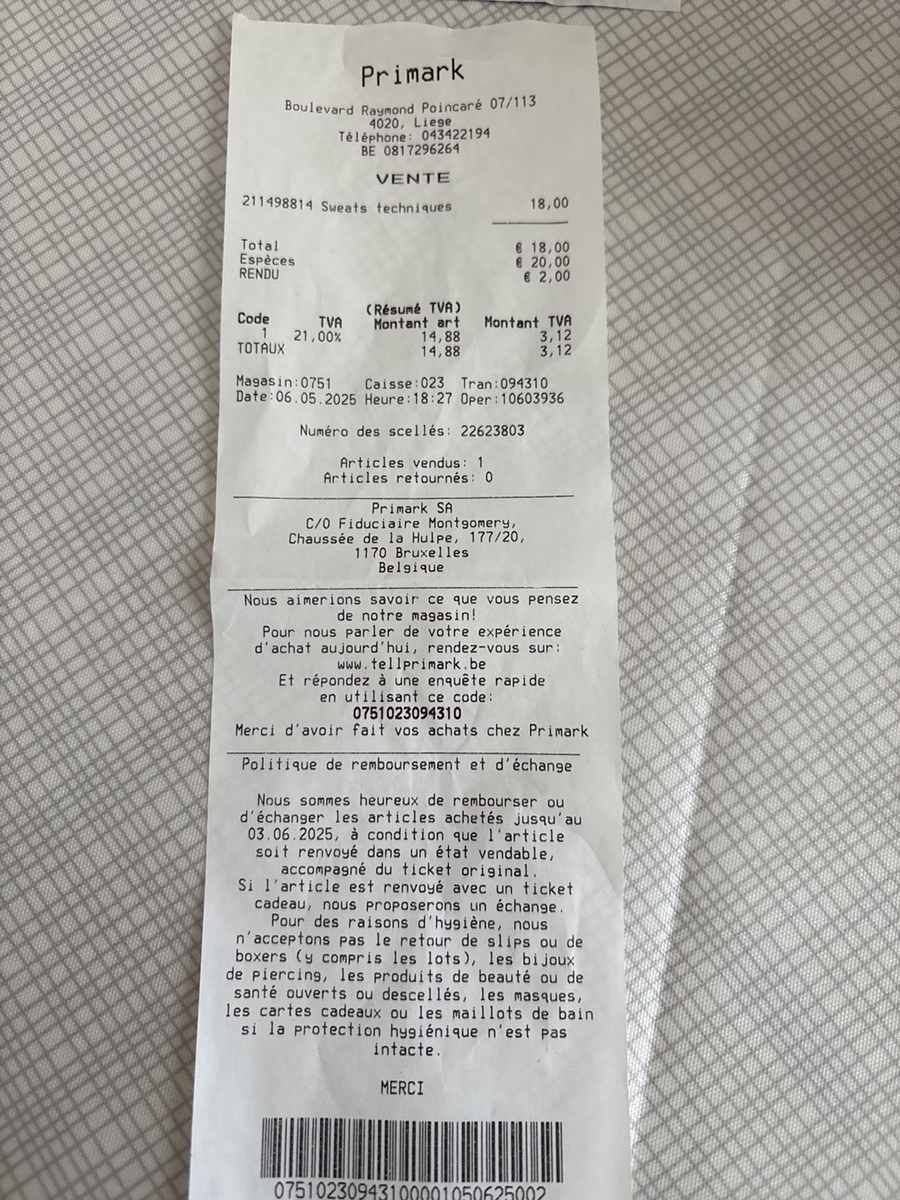 Primark
Boulevard Raymond Poincaré 07/113
4020, Liege
Téléphone: 043422194
BE 0817296264
VENTE
211498814 Sweats techniques 18,00
Total € 18,00
Espèces € 20,00
RENDU € 2,00
(Résumé TVA)
Code TVA Montant art Montant TVA
1 21,00% 14,88 3,12
TOTAUX 14,88 3,12
Magasin:0751 Caisse:023 Tran:094310
Date:06.05.2025 Heure:18:27 Oper:10603936
Numéro des scellés: 22623803
Articles vendus: 1
Articles retournés: 0
Primark SA
C/O Fiduciaire Montgomery,
Chaussée de la Hulpe, 177/20,
1170 Bruxelles
Belgique
Nous aimerions savoir ce que vous pensez
de notre magasin!
Pour nous parler de votre expérience
d'achat aujourd'hui, rendez-vous sur:
www.tellprimark.be
Et répondez à une enquête rapide
en utilisant ce code:
0751023094310
Merci d'avoir fait vos achats chez Primark
Politique de remboursement et d'échange
Nous sommes heureux de rembourser ou
d'échanger les articles achetés jusqu'au
03.06.2025, à condition que l'article
soit renvoyé dans un état vendable,
accompagné du ticket original.
Si l'article est renvoyé avec un ticket
cadeau, nous proposerons un échange.
Pour des raisons d'hygiène, nous
n'acceptons pas le retour de slips ou de
boxers (y compris les lots), les bijoux
de piercing, les produits de beauté ou de
santé ouverts ou descellés, les masques,
les cartes cadeaux ou les maillots de bain
si la protection hygiénique n'est pas
intacte.
MERCI
07510230943100001050625002